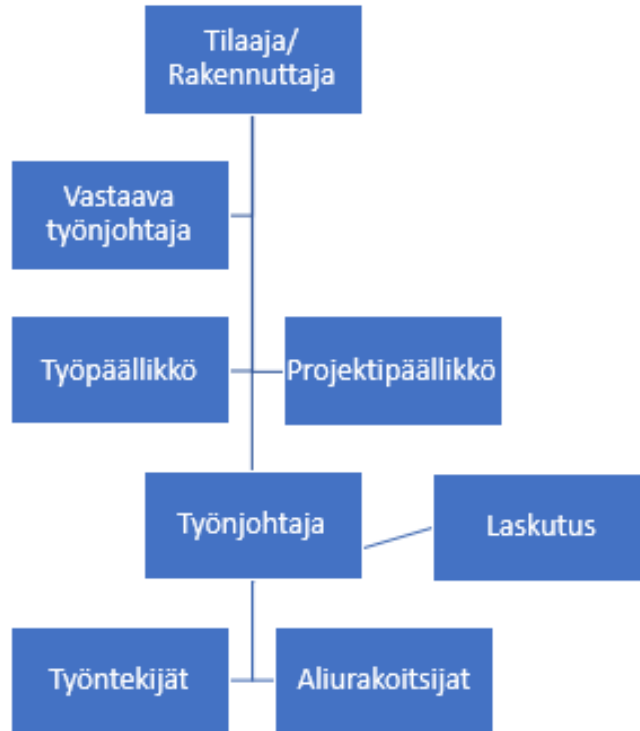 Tilaaja/
Rakennuttaja
Vastaava
työnjohtaja
Työpäällikkö
Projektipäällikkö
Työnjohtaja
Laskutus
Työntekijät
Aliurakoitsijat